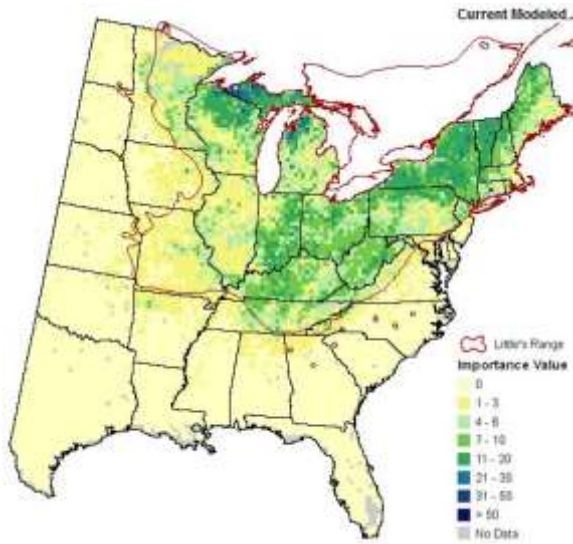 Current Modeled
Little's Range
Importance Value
0
1 - 3
4 - 6
7 - 10
11 - 20
21 - 30
31 - 50
> 50
No Data